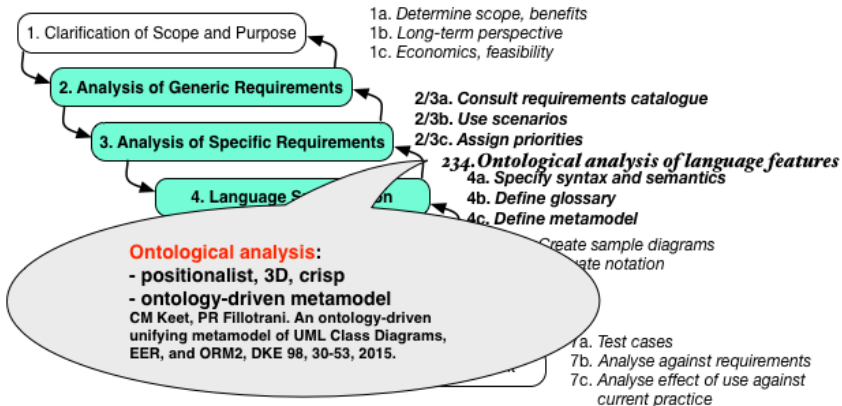 1. Clarification of Scope and Purpose
1a. Determine scope, benefits
1b. Long-term perspective
1c. Economics, feasibility
2. Analysis of Generic Requirements
2/3a. Consult requirements catalogue
2/3b. Use scenarios
2/3c. Assign priorities
3. Analysis of Specific Requirements
234.Ontological analysis of language features
4. Language
4a. Specify syntax and semantics
4b. Define glossary
4c. Define metamodel
Create sample diagrams
notation
Ontological analysis:
- positionalist, 3D, crisp
- ontology-driven metamodel
CM Keet, PR Fillotrani. An ontology-driven
unifying metamodel of UML Class Diagrams,
EER, and ORM2, DKE 98, 30-53, 2015.
7a. Test cases
7b. Analyse against requirements
7c. Analyse effect of use against
current practice